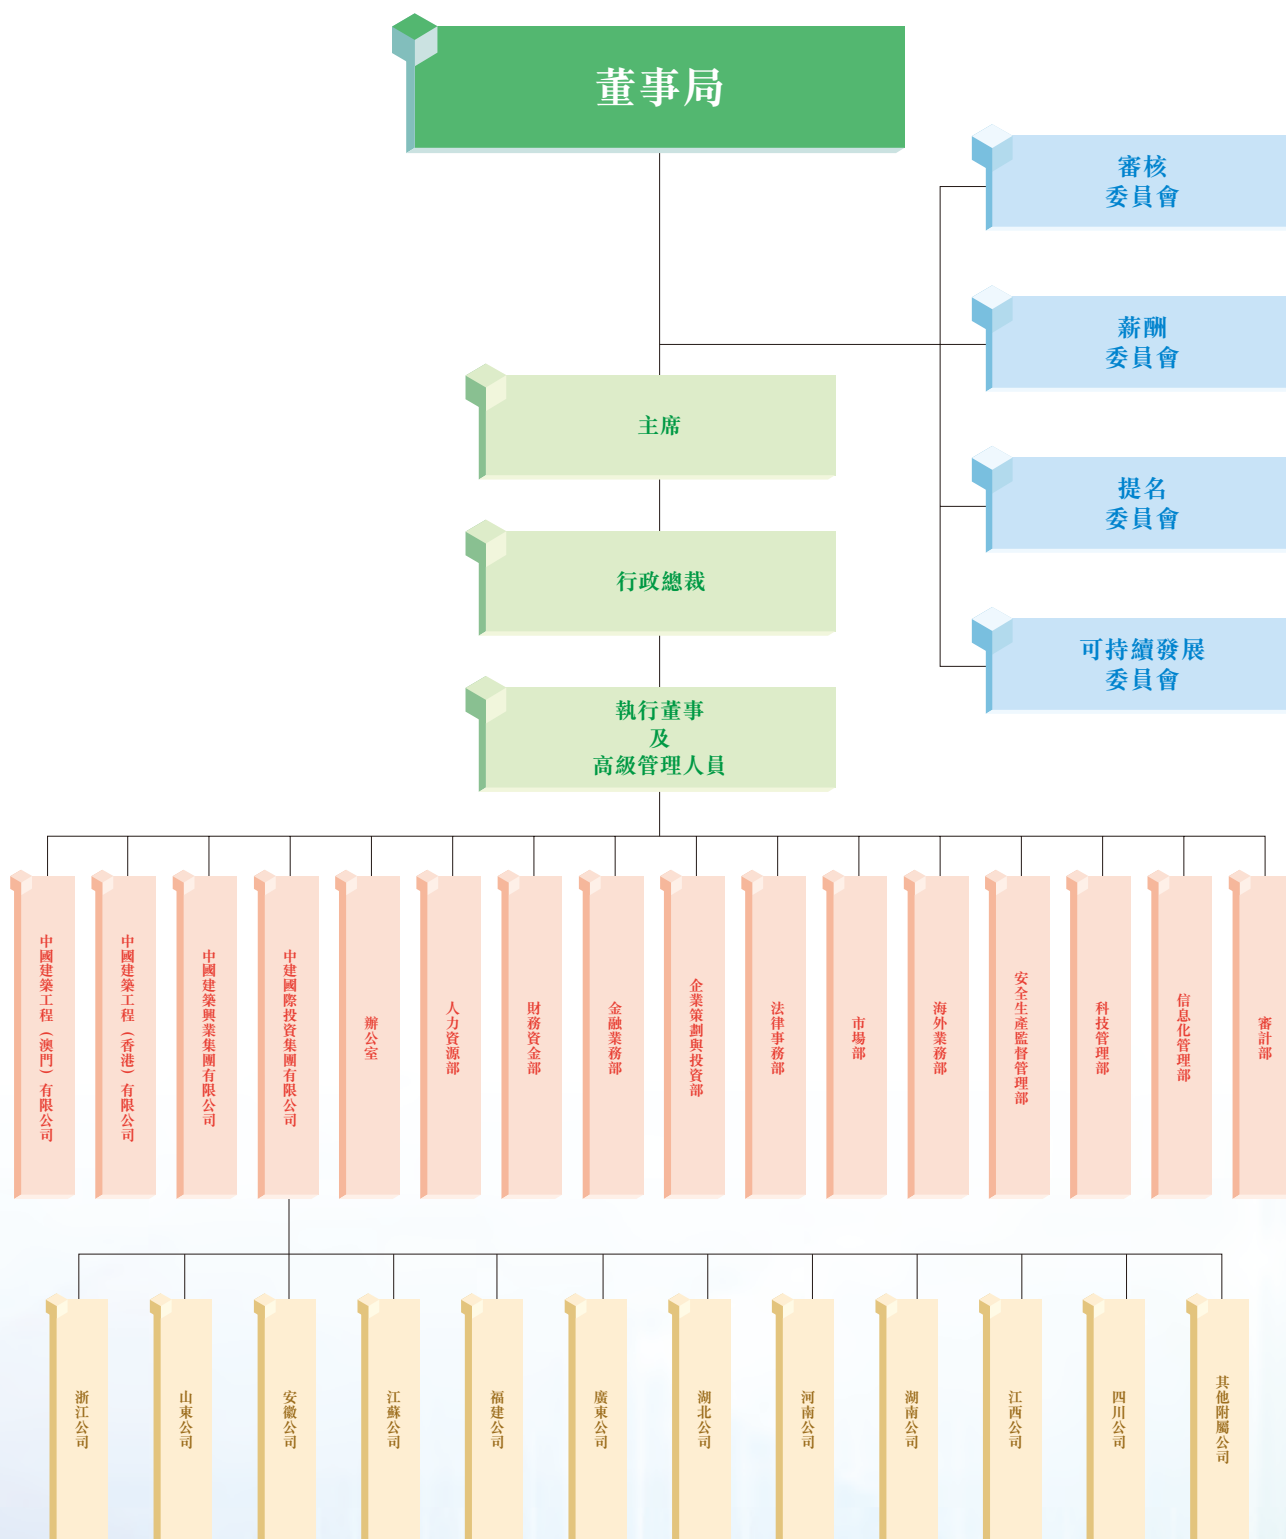 董事局
審核
委員會
薪酬
委員會
主席
提名
委員會
行政總裁
可持續發展
委員會
執行董事
及
高級管理人員
中國建築工程（澳門）有限公司
中國建築工程（香港）有限公司
中國建築興業集團有限公司
中建國際投資集團有限公司
辦公室
人力資源部
財務資金部
金融業務部
企業策劃與投資部
法律事務部
市場部
海外業務部
安全生產監督管理部
科技管理部
信息化管理部
審計部
浙江公司
山東公司
安徽公司
江蘇公司
福建公司
廣東公司
湖北公司
河南公司
湖南公司
江西公司
四川公司
其他附屬公司